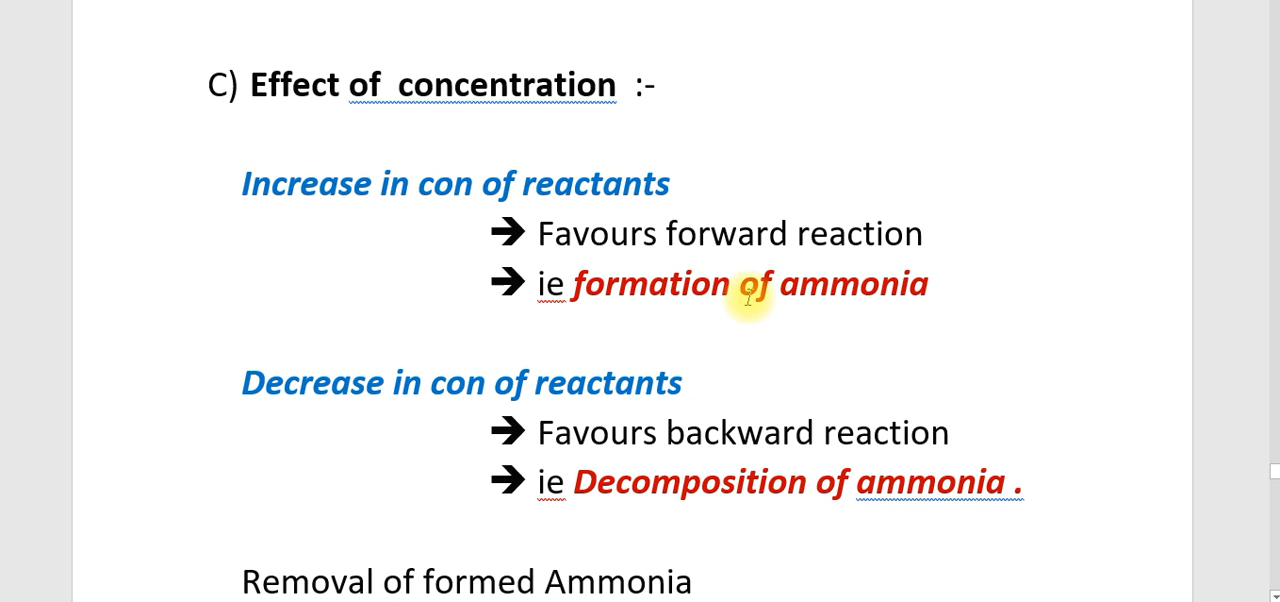 C) Effect of  concentration  :-
Increase in con of reactants
➔ Favours forward reaction
➔ ie formation of ammonia
Decrease in con of reactants
➔ Favours backward reaction
➔ ie Decomposition of ammonia .
Removal of formed Ammonia